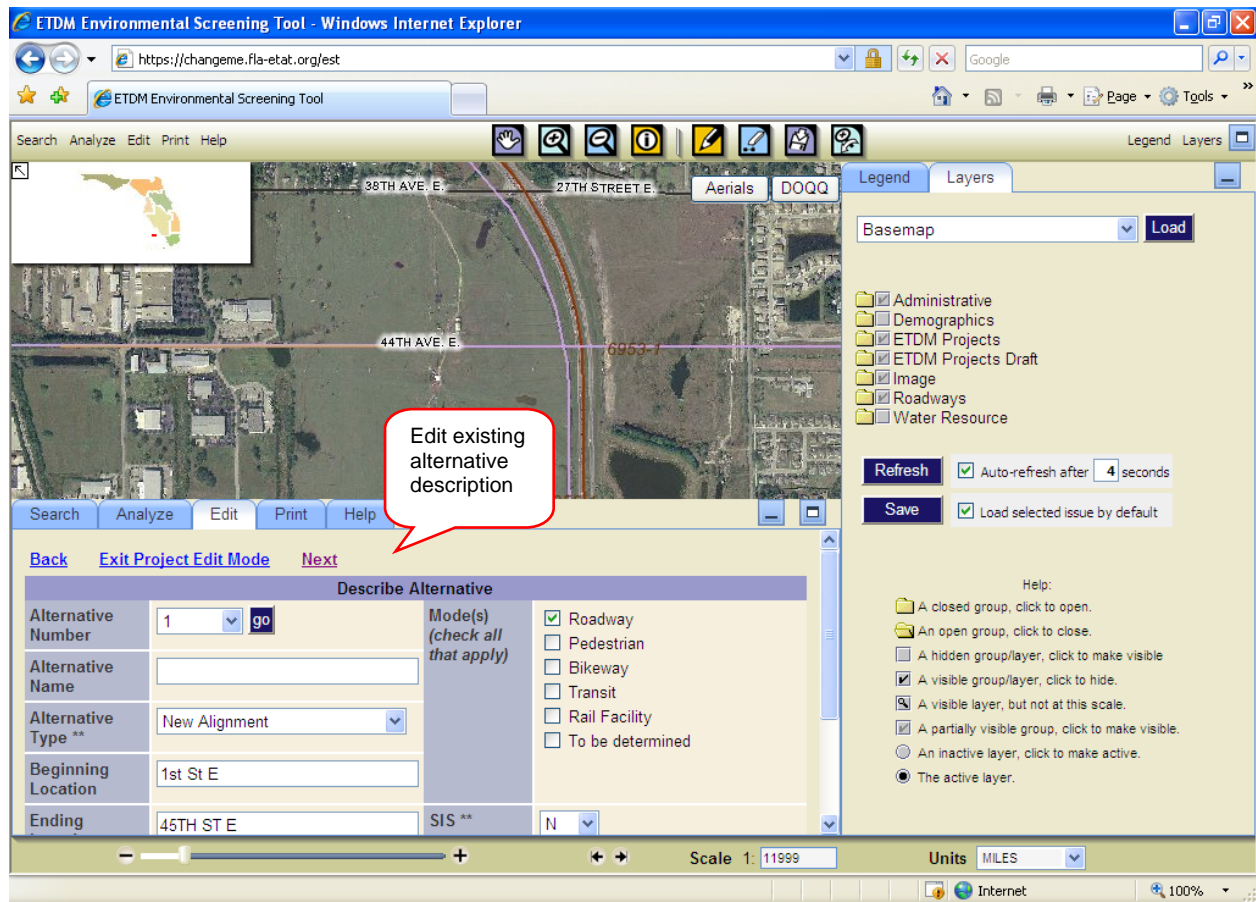 ETDM Environmental Screening Tool - Windows Internet Explorer
https://changeme.fla-etat.org/est
Google
ETDM Environmental Screening Tool
Page
Tools
»
Search Analyze Edit Print Help
Legend Layers
38TH AVE. E.
27TH STREET E.
Aerials
DOQQ
44TH AVE. E.
6953-1
Edit existing
alternative
description
Legend
Layers
Basemap
Load
Administrative
Demographics
ETDM Projects
ETDM Projects Draft
Image
Roadways
Water Resource
Refresh
Auto-refresh after 4 seconds
Save
Load selected issue by default
Help:
A closed group, click to open.
An open group, click to close.
A hidden group/layer, click to make visible
A visible group/layer, click to hide.
A visible layer, but not at this scale.
A partially visible group, click to make visible.
An inactive layer, click to make active.
The active layer.
Search
Analyze
Edit
Print
Help
Back
Exit Project Edit Mode
Next
Describe Alternative
Alternative
Number
1
go
Mode(s)
(check all
that apply)
Roadway
Pedestrian
Bikeway
Transit
Rail Facility
To be determined
Alternative
Name
Alternative
Type **
New Alignment
Beginning
Location
1st St E
Ending
45TH ST E
SIS **
N
Scale 1: 11999
Units MILES
Internet
100%